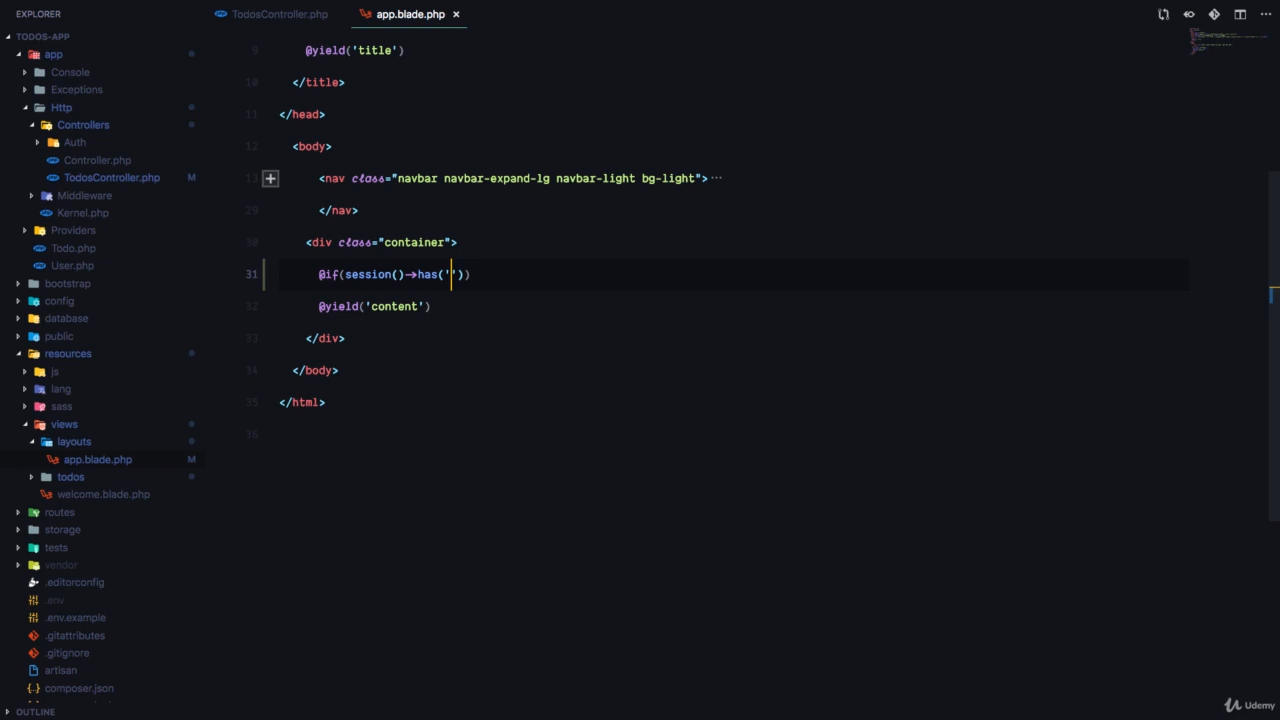 EXPLORER
TODOS-APP
app
Console
Exceptions
Http
Controllers
Auth
Controller.php
TodosController.php M
Middleware
Kernel.php
Providers
Todo.php
User.php
bootstrap
config
database
public
resources
js
lang
sass
views
layouts
app.blade.php M
todos
welcome.blade.php
routes
storage
tests
vendor
.editorconfig
.env
.env.example
.gitattributes
.gitignore
artisan
composer.json
OUTLINE
TodosController.php app.blade.php ×
9 @yield('title')
10 </title>
11 </head>
12 <body>
13 <nav class="navbar navbar-expand-lg navbar-light bg-light">···
29 </nav>
30 <div class="container">
31 @if(session()->has(''))
32 @yield('content')
33 </div>
34 </body>
35 </html>
36
Udemy